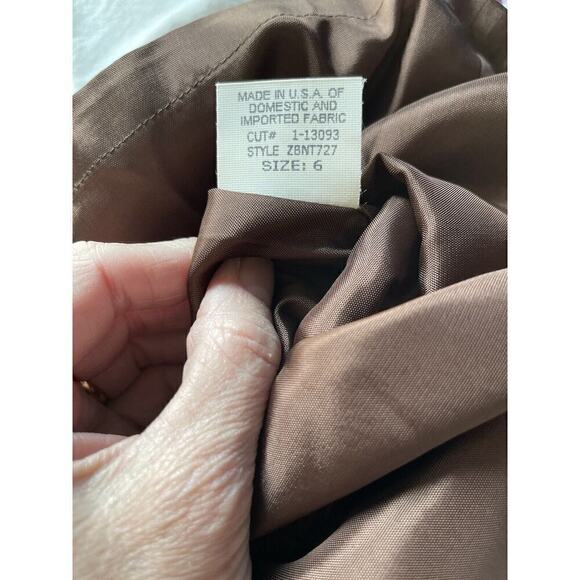 MADE IN U.S.A. OF
DOMESTIC AND
IMPORTED FABRIC
CUT# 1-13093
STYLE ZBNT727
SIZE: 6